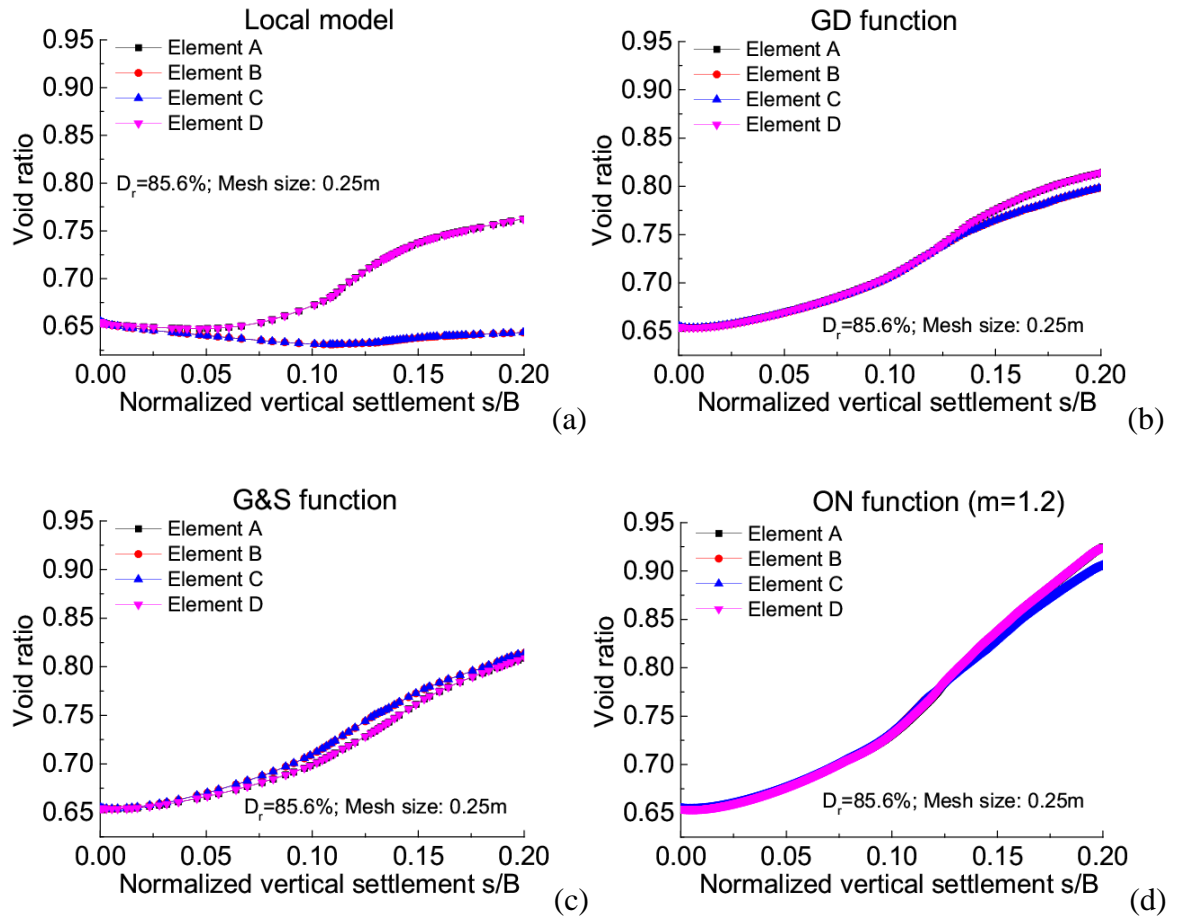 Local model
0.95
0.90
0.85
0.80
0.75
0.70
0.65
Void ratio
Element A
Element B
Element C
Element D
Dr=85.6%; Mesh size: 0.25m
0.00 0.05 0.10 0.15 0.20
Normalized vertical settlement s/B
(a)
GD function
0.95
0.90
0.85
0.80
0.75
0.70
0.65
Void ratio
Element A
Element B
Element C
Element D
Dr=85.6%; Mesh size: 0.25m
0.00 0.05 0.10 0.15 0.20
Normalized vertical settlement s/B
(b)
G&S function
0.95
0.90
0.85
0.80
0.75
0.70
0.65
Void ratio
Element A
Element B
Element C
Element D
Dr=85.6%; Mesh size: 0.25m
0.00 0.05 0.10 0.15 0.20
Normalized vertical settlement s/B
(c)
ON function (m=1.2)
0.95
0.90
0.85
0.80
0.75
0.70
0.65
Void ratio
Element A
Element B
Element C
Element D
Dr=85.6%; Mesh size: 0.25m
0.00 0.05 0.10 0.15 0.20
Normalized vertical settlement s/B
(d)